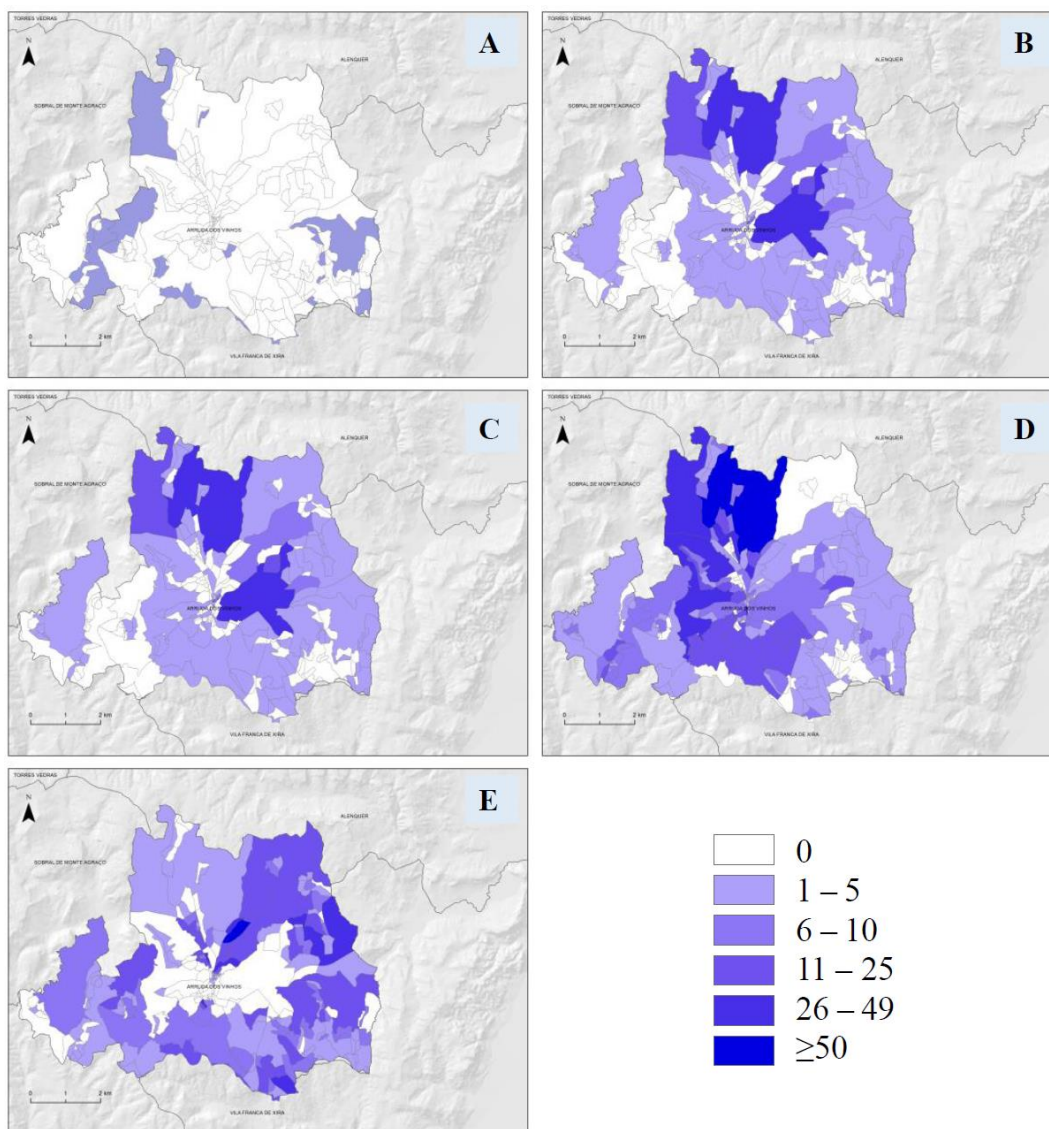 TORRES VEDRAS
A
B
N
N
ALENQUER
ALENQUER
SOBRAL DE MONTE AGRAÇO
SOBRAL DE MONTE AGRAÇO
ARRUDA DOS VINHOS
ARRUDA DOS VINHOS
0 1 2 km
0 1 2 km
VILA FRANCA DE XIRA
VILA FRANCA DE XIRA
TORRES VEDRAS
TORRES VEDRAS
C
D
N
N
ALENQUER
ALENQUER
SOBRAL DE MONTE AGRAÇO
SOBRAL DE MONTE AGRAÇO
ARRUDA DOS VINHOS
ARRUDA DOS VINHOS
0 1 2 km
0 1 2 km
VILA FRANCA DE XIRA
VILA FRANCA DE XIRA
TORRES VEDRAS
E
N
ALENQUER
SOBRAL DE MONTE AGRAÇO
ARRUDA DOS VINHOS
0 1 2 km
VILA FRANCA DE XIRA
0
1 – 5
6 – 10
11 – 25
26 – 49
≥50